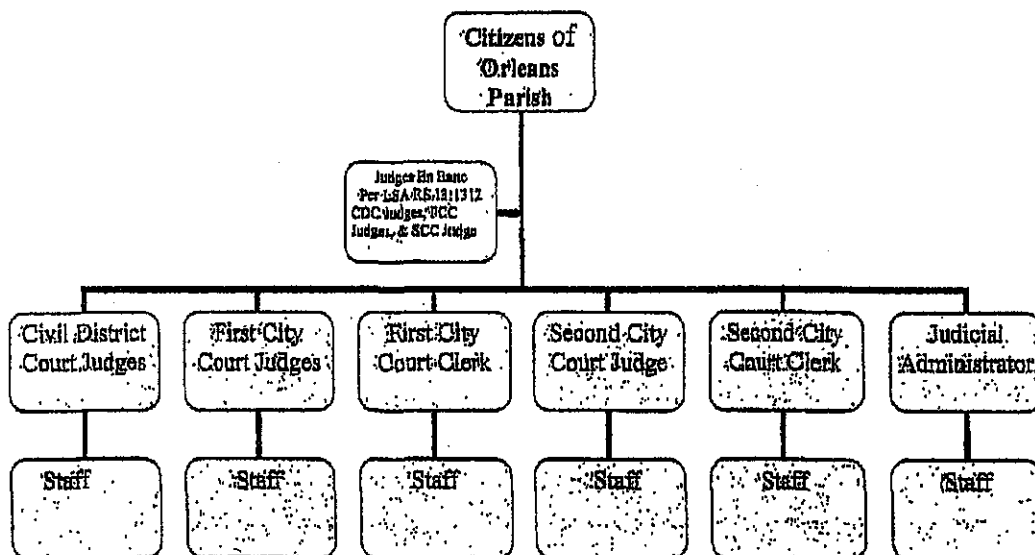 Citizens of
Orleans
Parish
Judges En Banc
Per LSA RS 13:1312
CDC Judges, FCC
Judges, & SCC Judge
Civil District
Court Judges
First City
Court Judges
First City
Court Clerk
Second City
Court Judge
Second City
Court Clerk
Judicial
Administrator
Staff
Staff
Staff
Staff
Staff
Staff